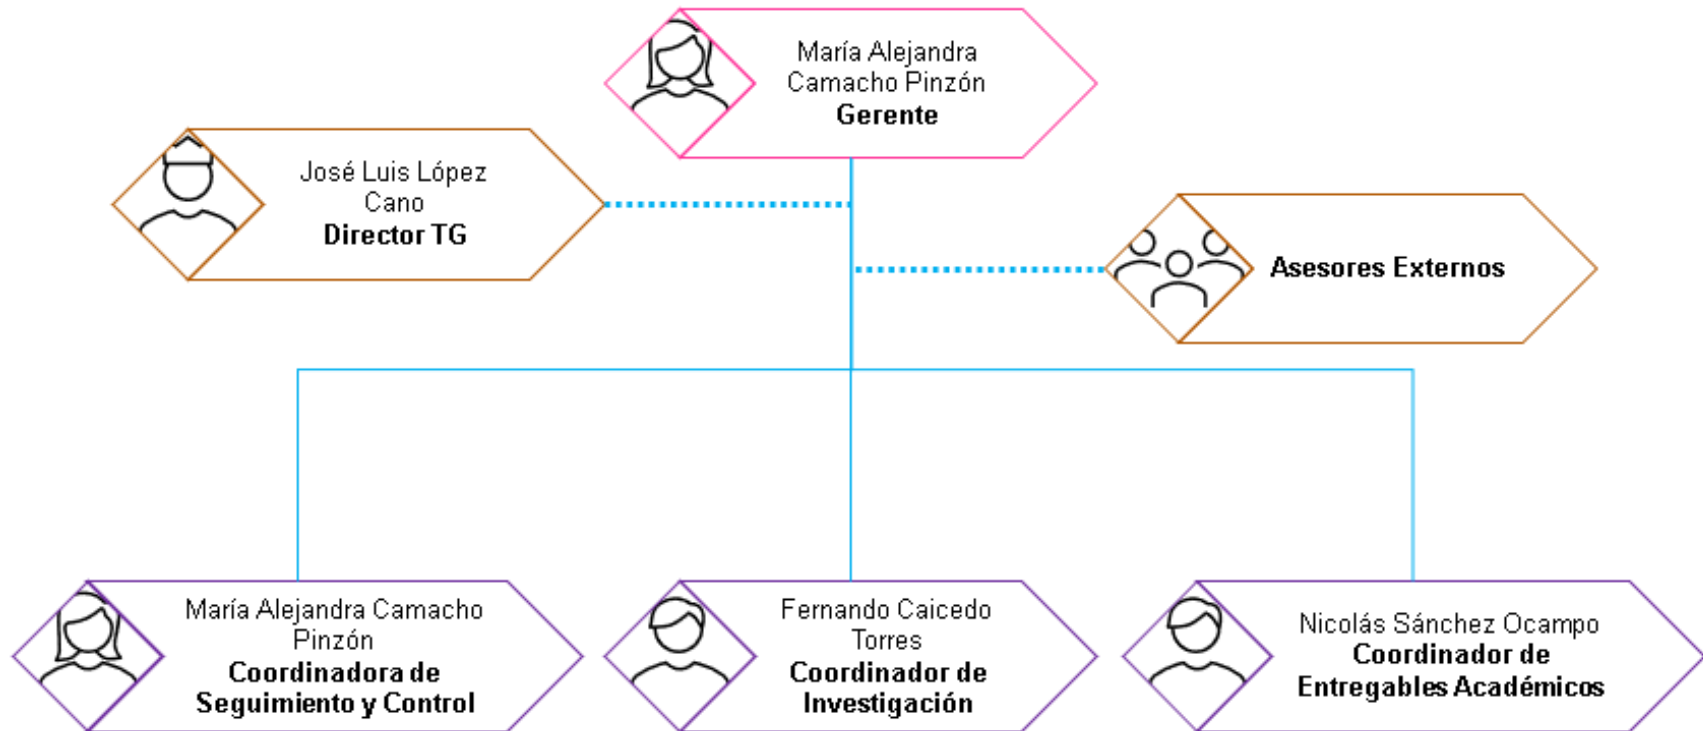 María Alejandra
Camacho Pinzón
Gerente
José Luis López
Cano
Director TG
Asesores Externos
María Alejandra Camacho
Pinzón
Coordinadora de
Seguimiento y Control
Fernando Caicedo
Torres
Coordinador de
Investigación
Nicolás Sánchez Ocampo
Coordinador de
Entregables Académicos